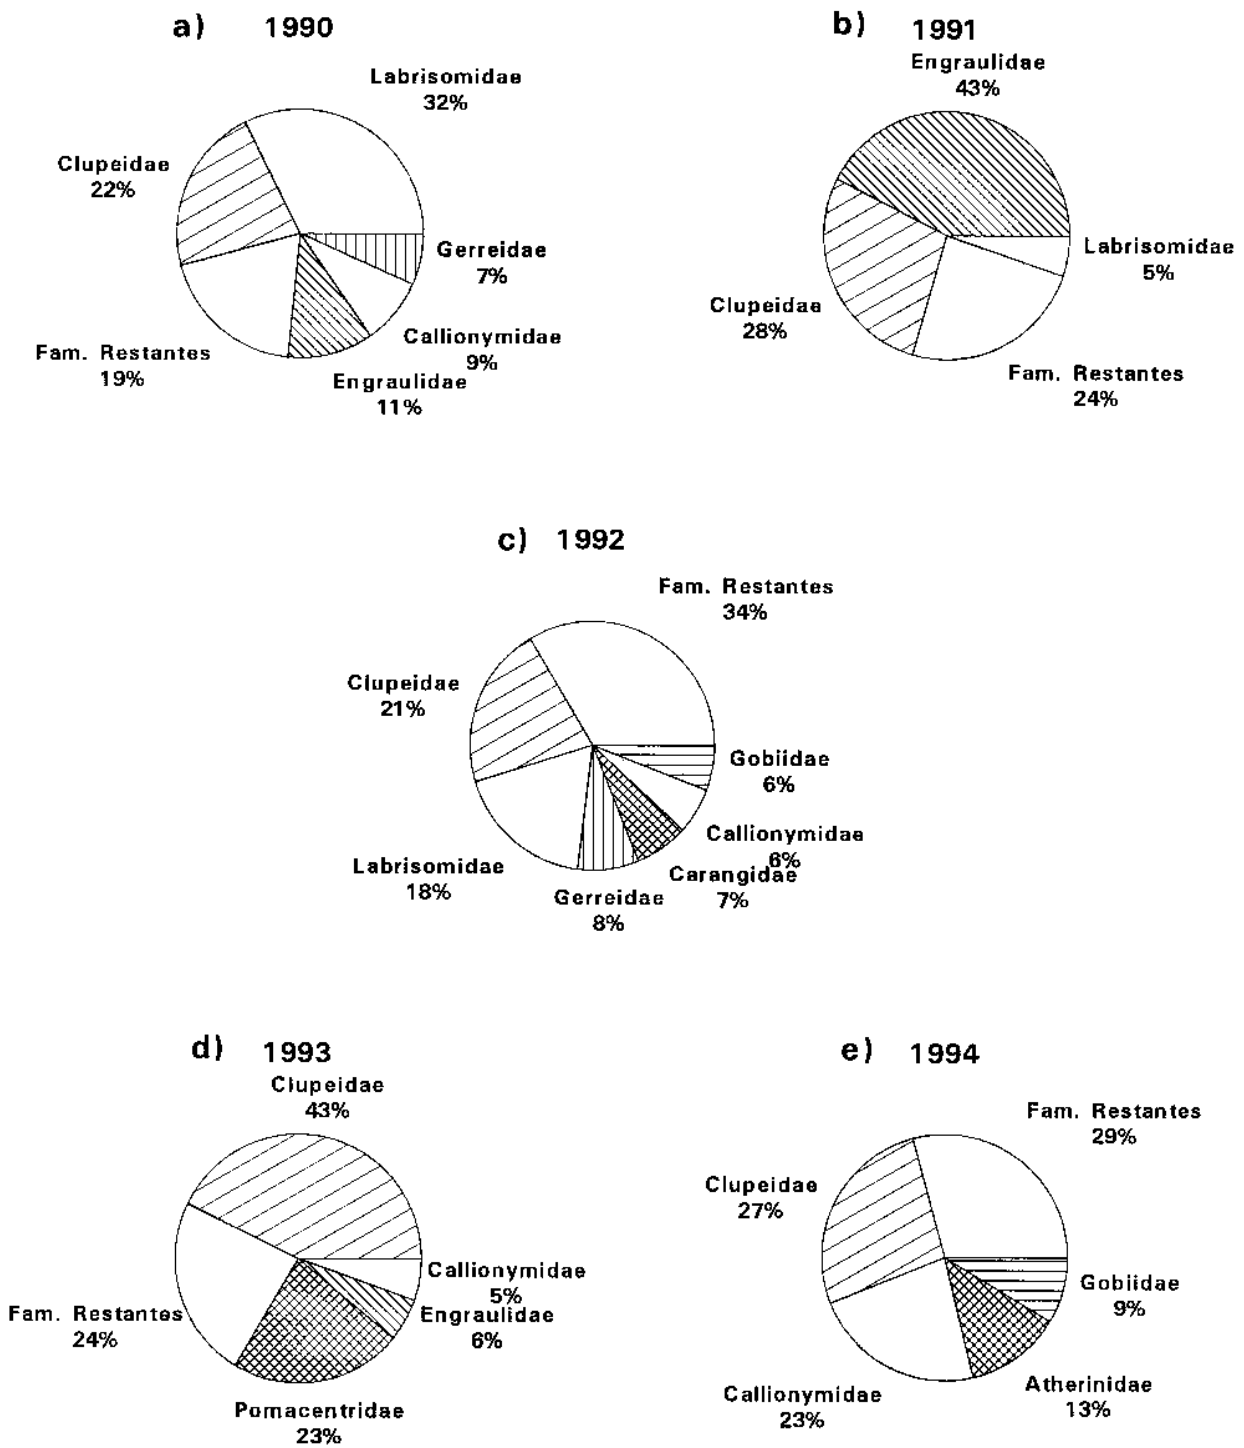 a) 1990
Labrisomidae
32%
Clupeidae
22%
Gerreidae
7%
Callionymidae
9%
Fam. Restantes
19%
Engraulidae
11%
b) 1991
Engraulidae
43%
Labrisomidae
5%
Clupeidae
28%
Fam. Restantes
24%
c) 1992
Fam. Restantes
34%
Clupeidae
21%
Gobiidae
6%
Callionymidae
6%
Labrisomidae
18%
Carangidae
7%
Gerreidae
8%
d) 1993
Clupeidae
43%
Callionymidae
5%
Engraulidae
6%
Fam. Restantes
24%
Pomacentridae
23%
e) 1994
Fam. Restantes
29%
Clupeidae
27%
Gobiidae
9%
Atherinidae
13%
Callionymidae
23%